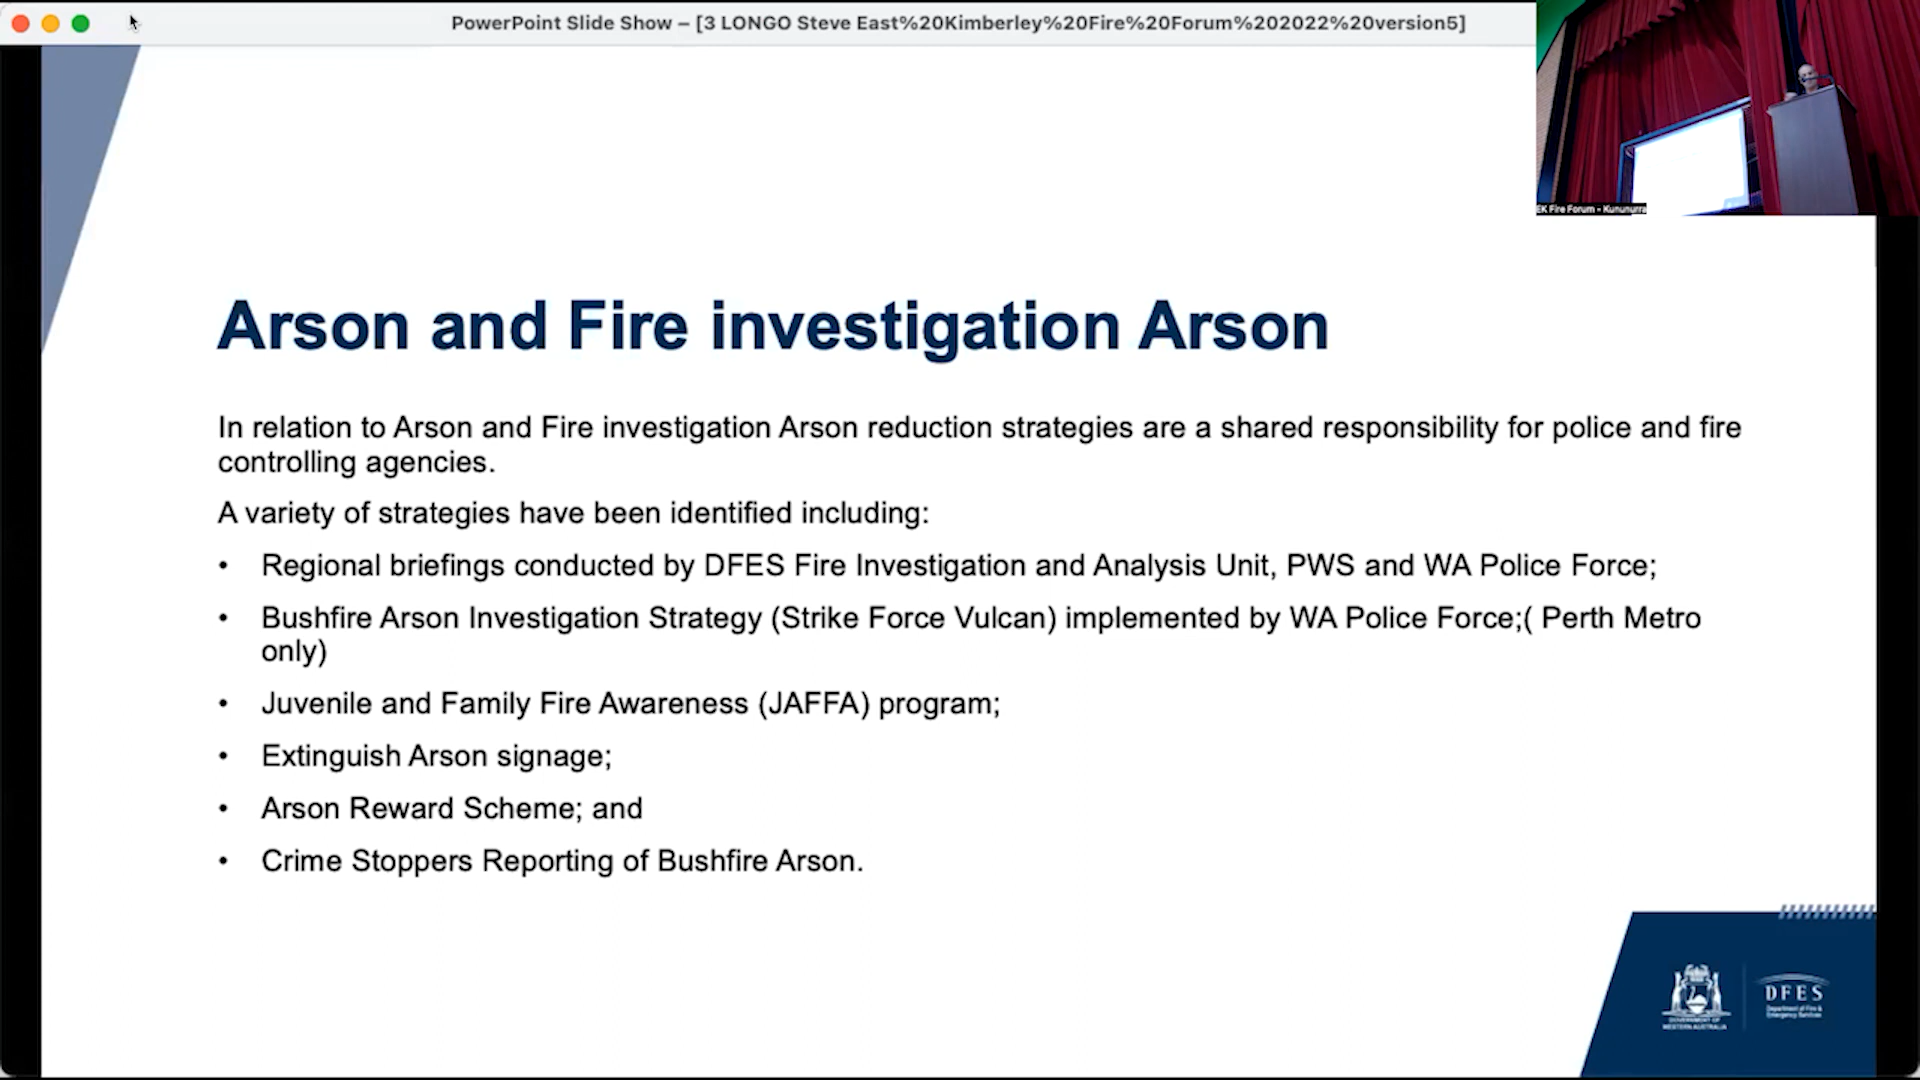 PowerPoint Slide Show – [3 LONGO Steve East%20Kimberley%20Fire%20Forum%202022%20version5]
EK Fire Forum - Kununurra
Arson and Fire investigation Arson
In relation to Arson and Fire investigation Arson reduction strategies are a shared responsibility for police and fire
controlling agencies.
A variety of strategies have been identified including:
• Regional briefings conducted by DFES Fire Investigation and Analysis Unit, PWS and WA Police Force;
• Bushfire Arson Investigation Strategy (Strike Force Vulcan) implemented by WA Police Force;( Perth Metro
only)
• Juvenile and Family Fire Awareness (JAFFA) program;
• Extinguish Arson signage;
• Arson Reward Scheme; and
• Crime Stoppers Reporting of Bushfire Arson.
GOVERNMENT OF
WESTERN AUSTRALIA
DFES
Department of Fire &
Emergency Services